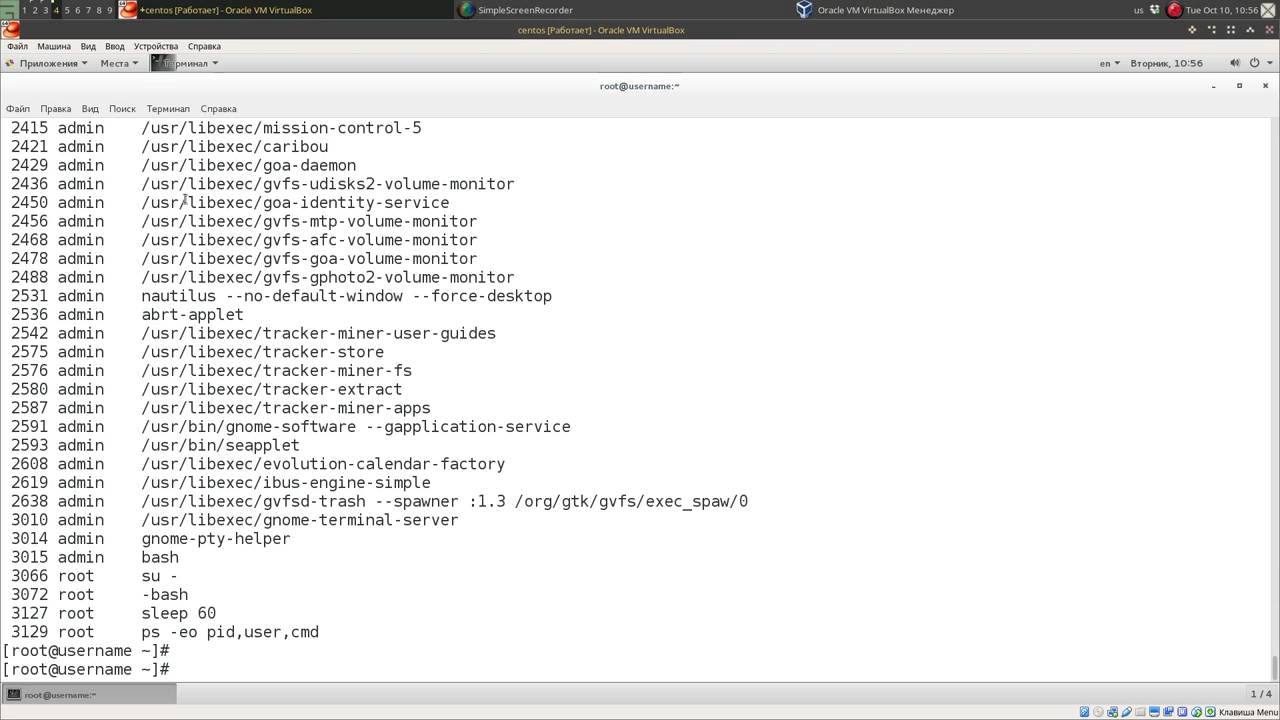 1 2 3 4 5 6 7 8 9 *centos [Работает] - Oracle VM VirtualBox SimpleScreenRecorder Oracle VM VirtualBox Менеджер us Tue Oct 10, 10:56
centos [Работает] - Oracle VM VirtualBox
Файл Машина Вид Ввод Устройства Справка
Приложения Места Терминал en Вторник, 10:56
root@username:~
Файл Правка Вид Поиск Терминал Справка
2415 admin /usr/libexec/mission-control-5
2421 admin /usr/libexec/caribou
2429 admin /usr/libexec/goa-daemon
2436 admin /usr/libexec/gvfs-udisks2-volume-monitor
2450 admin /usr/libexec/goa-identity-service
2456 admin /usr/libexec/gvfs-mtp-volume-monitor
2468 admin /usr/libexec/gvfs-afc-volume-monitor
2478 admin /usr/libexec/gvfs-goa-volume-monitor
2488 admin /usr/libexec/gvfs-gphoto2-volume-monitor
2531 admin nautilus --no-default-window --force-desktop
2536 admin abrt-applet
2542 admin /usr/libexec/tracker-miner-user-guides
2575 admin /usr/libexec/tracker-store
2576 admin /usr/libexec/tracker-miner-fs
2580 admin /usr/libexec/tracker-extract
2587 admin /usr/libexec/tracker-miner-apps
2591 admin /usr/bin/gnome-software --gapplication-service
2593 admin /usr/bin/seapplet
2608 admin /usr/libexec/evolution-calendar-factory
2619 admin /usr/libexec/ibus-engine-simple
2638 admin /usr/libexec/gvfsd-trash --spawner :1.3 /org/gtk/gvfs/exec_spaw/0
3010 admin /usr/libexec/gnome-terminal-server
3014 admin gnome-pty-helper
3015 admin bash
3066 root su -
3072 root -bash
3127 root sleep 60
3129 root ps -eo pid,user,cmd
[root@username ~]#
[root@username ~]#
root@username:~ 1 / 4
Клавиша Menu